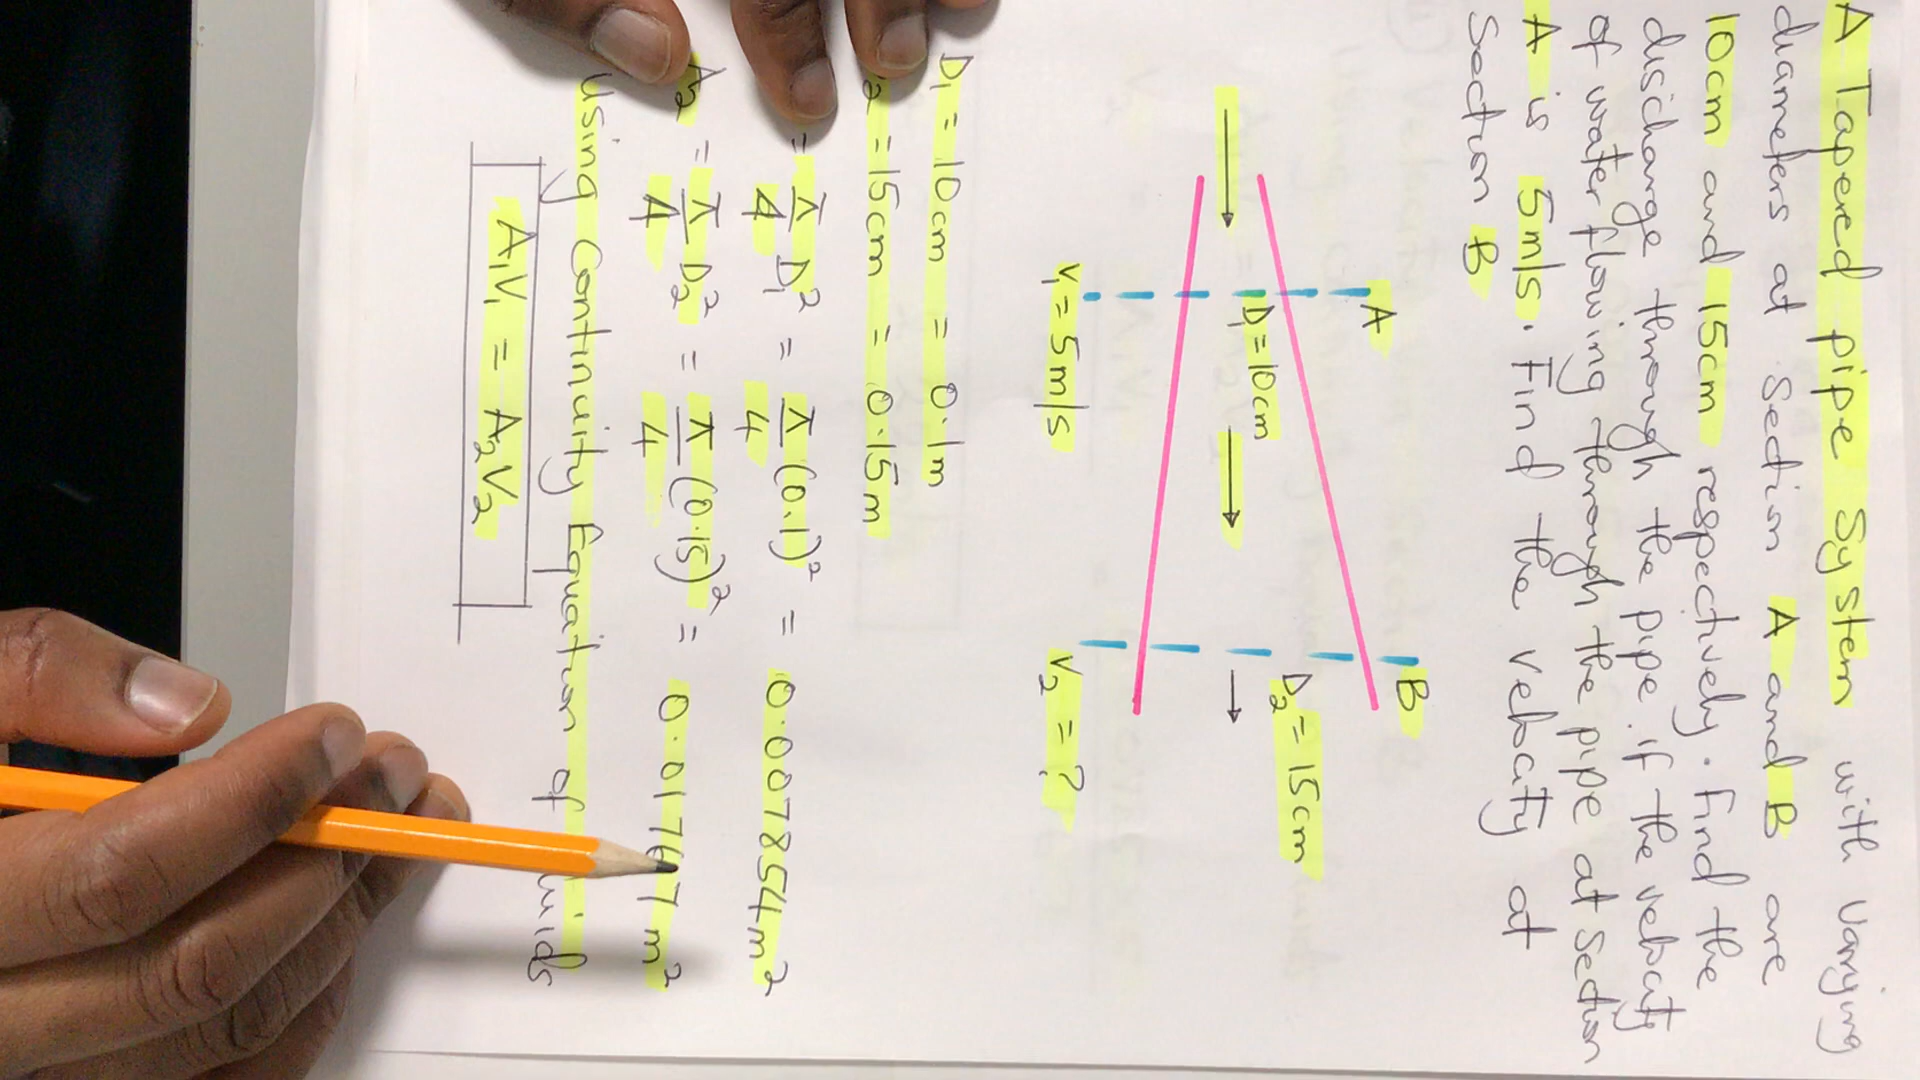 A Tapered pipe System with varying
diameters at Section A and B are
10cm and 15cm respectively. Find the
discharge through the pipe. if the velocity
of water flowing through the pipe at Section
A is 5m/s. Find the velocity at
Section B
A
B
D₁=10cm
D₂=15cm
V₁=5m/s
V₂=?
D₁=10cm = 0.1m
₂=15cm = 0.15m
= π/4 D₁² = π/4 (0.1)² = 0.007854m²
A₂ = π/4 D₂² = π/4 (0.15)² = 0.01767m²
Using Continuity Equation of uids
A₁V₁ = A₂V₂